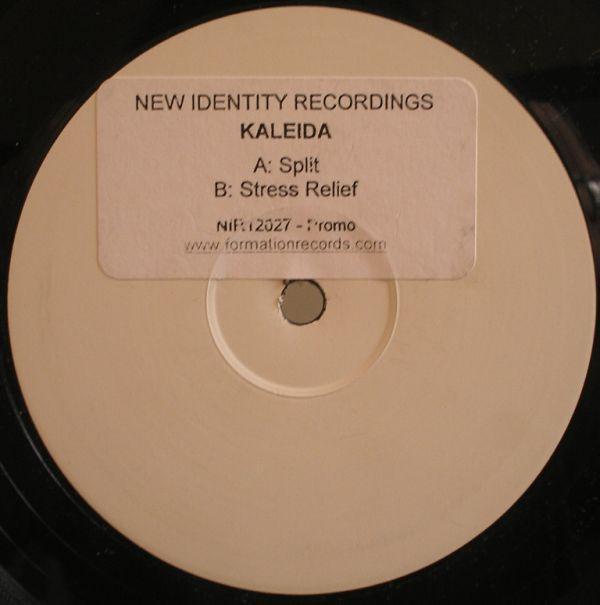 NEW IDENTITY RECORDINGS
KALEIDA
A: Split
B: Stress Relief
NIR12027 - Promo
www.formationrecords.com